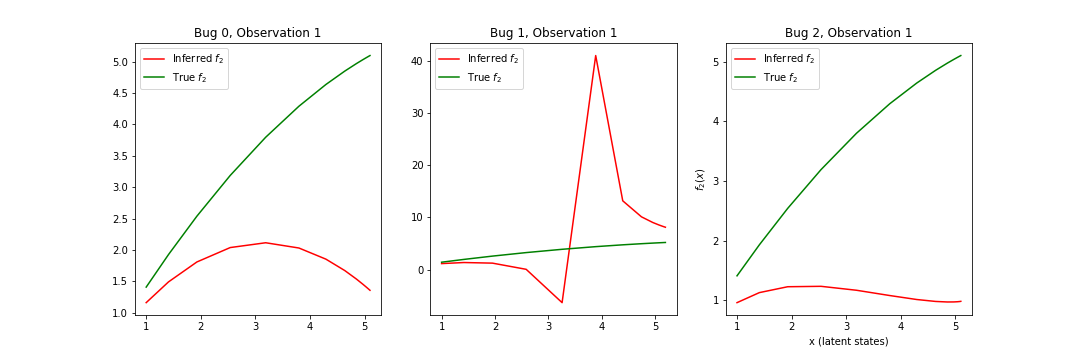 Bug 0, Observation 1
Inferred f₂
True f₂
5.0
4.5
4.0
3.5
3.0
2.5
2.0
1.5
1.0
1 2 3 4 5
Bug 1, Observation 1
Inferred f₂
True f₂
40
30
20
10
0
1 2 3 4 5
Bug 2, Observation 1
Inferred f₂
True f₂
f₂(x)
5
4
3
2
1
1 2 3 4 5
x (latent states)